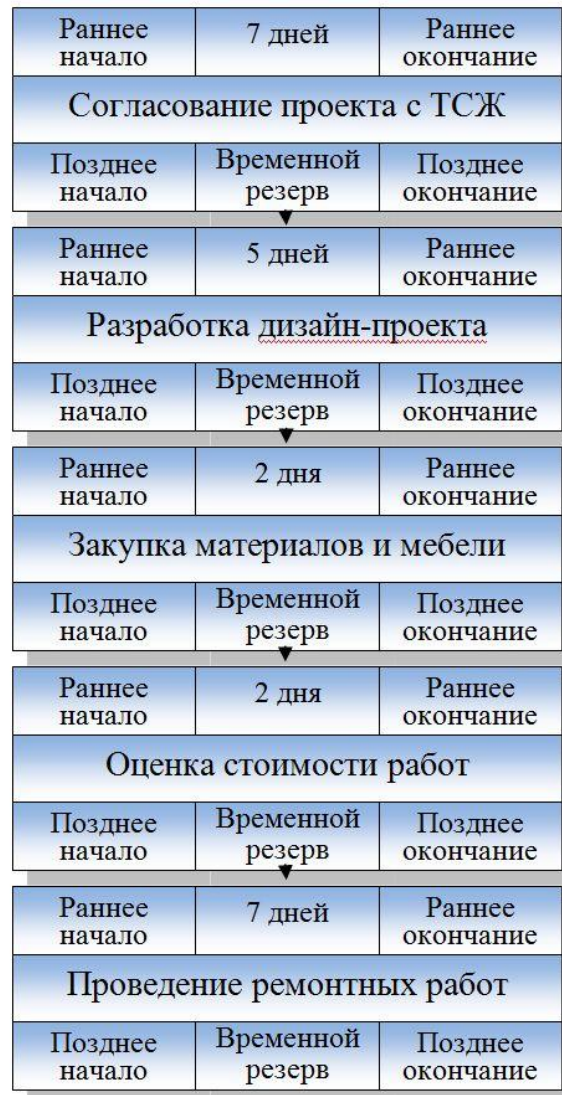 Раннее начало 7 дней Раннее окончание
Согласование проекта с ТСЖ
Позднее начало Временной резерв Позднее окончание
Раннее начало 5 дней Раннее окончание
Разработка дизайн-проекта
Позднее начало Временной резерв Позднее окончание
Раннее начало 2 дня Раннее окончание
Закупка материалов и мебели
Позднее начало Временной резерв Позднее окончание
Раннее начало 2 дня Раннее окончание
Оценка стоимости работ
Позднее начало Временной резерв Позднее окончание
Раннее начало 7 дней Раннее окончание
Проведение ремонтных работ
Позднее начало Временной резерв Позднее окончание